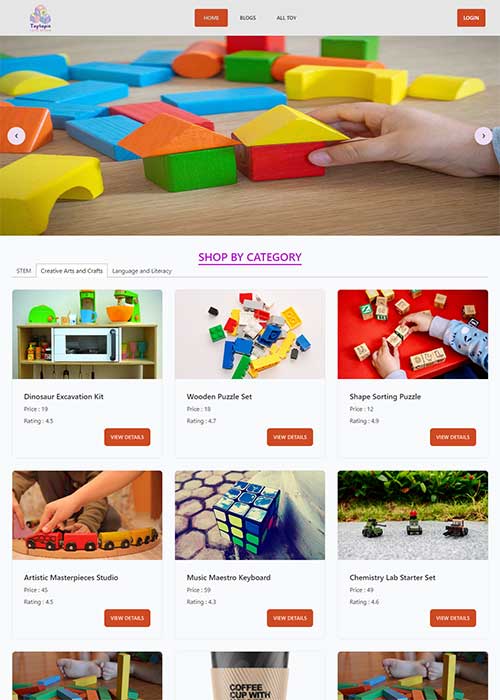 Toytopia
HOME BLOGS ALL TOY LOGIN
SHOP BY CATEGORY
STEM Creative Arts and Crafts Language and Literacy
Dinosaur Excavation Kit
Price : 19
Rating : 4.5
VIEW DETAILS
Wooden Puzzle Set
Price : 18
Rating : 4.7
VIEW DETAILS
Shape Sorting Puzzle
Price : 12
Rating : 4.9
VIEW DETAILS
Artistic Masterpieces Studio
Price : 45
Rating : 4.5
VIEW DETAILS
Music Maestro Keyboard
Price : 59
Rating : 4.3
VIEW DETAILS
Chemistry Lab Starter Set
Price : 49
Rating : 4.6
VIEW DETAILS
COFFEE
CUP WITH